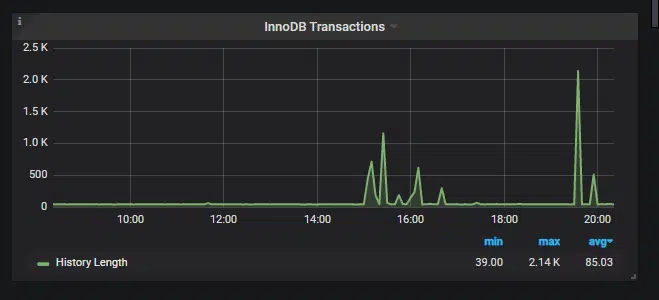 i
InnoDB Transactions
2.5 K
2.0 K
1.5 K
1.0 K
500
0
10:00 12:00 14:00 16:00 18:00 20:00
min max avg
History Length 39.00 2.14 K 85.03